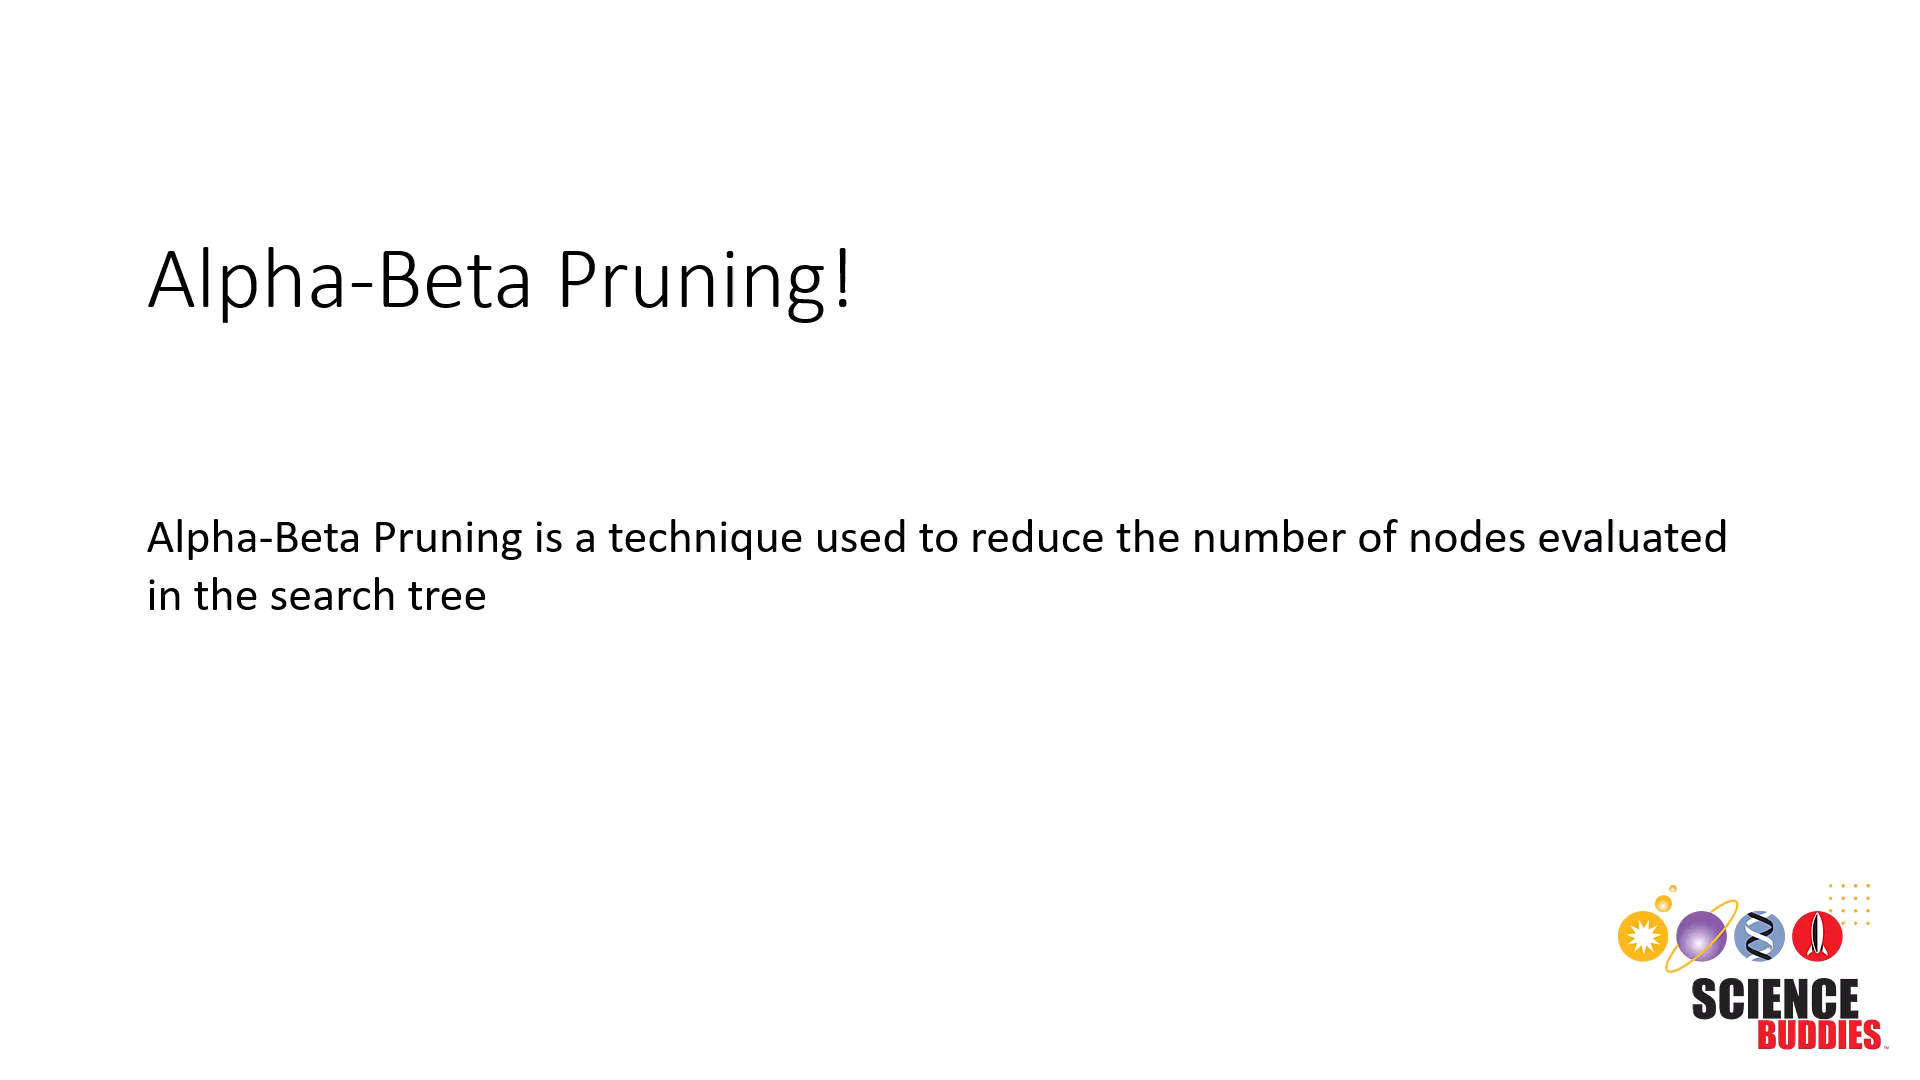 Alpha-Beta Pruning!
Alpha-Beta Pruning is a technique used to reduce the number of nodes evaluated
in the search tree
SCIENCE
BUDDIES